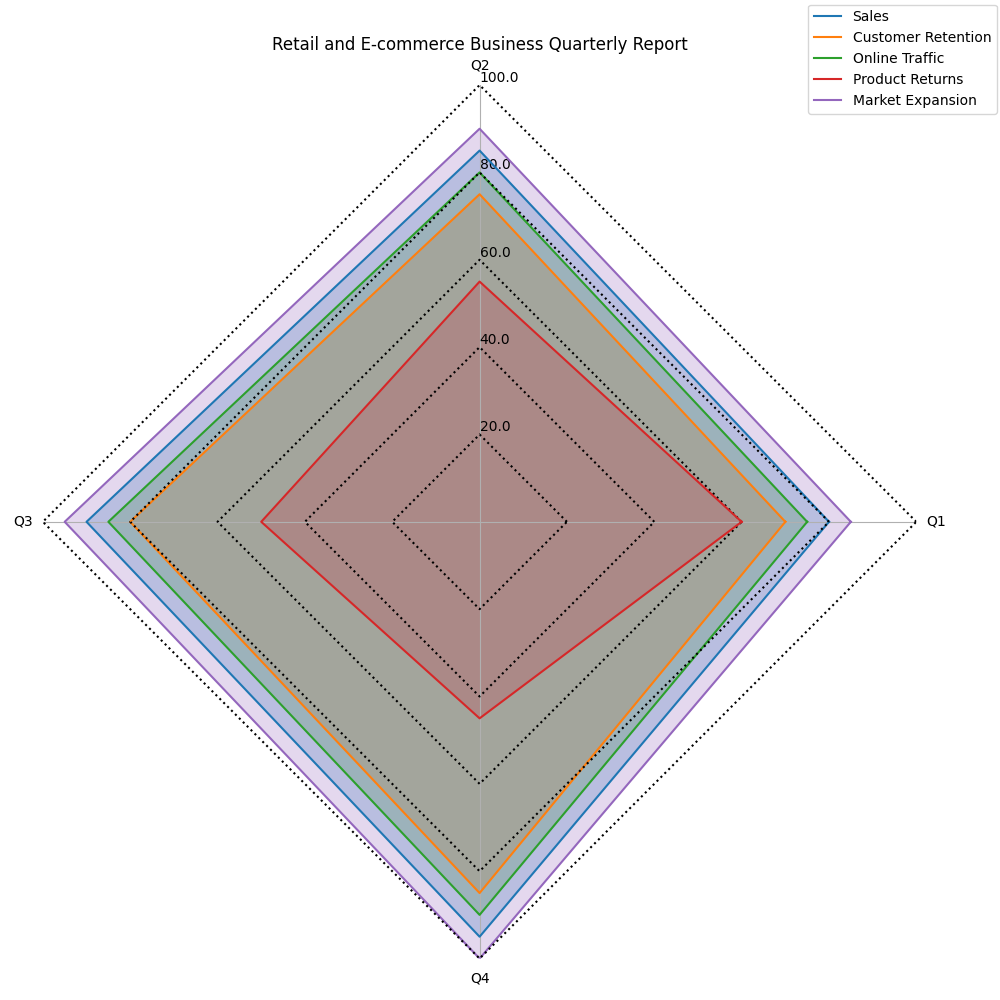 Retail and E-commerce Business Quarterly Report
Sales
Customer Retention
Online Traffic
Product Returns
Market Expansion
Q2
100.0
80.0
60.0
40.0
20.0
Q3
Q1
Q4